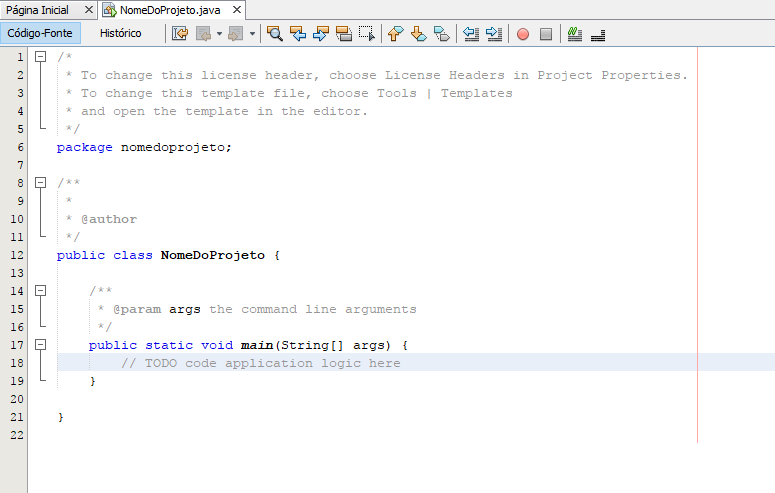 Página Inicial
NomeDoProjeto.java
Código-Fonte Histórico
1 /*
2 * To change this license header, choose License Headers in Project Properties.
3 * To change this template file, choose Tools | Templates
4 * and open the template in the editor.
5 */
6 package nomedoprojeto;
7
8 /**
9 *
10 * @author
11 */
12 public class NomeDoProjeto {
13
14 /**
15 * @param args the command line arguments
16 */
17 public static void main(String[] args) {
18 // TODO code application logic here
19 }
20
21 }
22